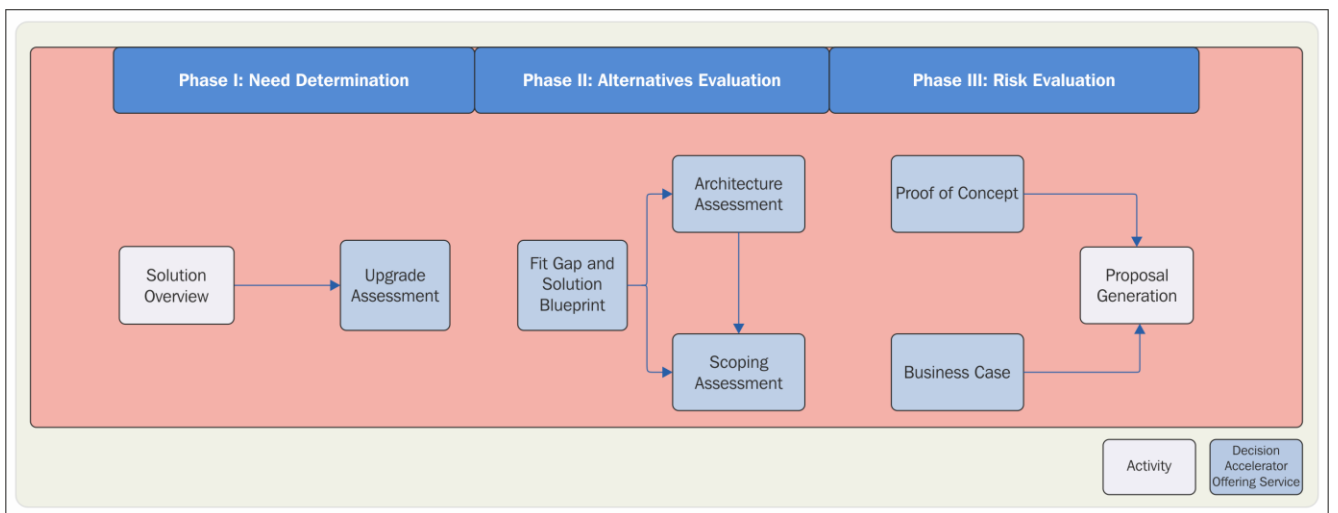 Phase I: Need Determination
Phase II: Alternatives Evaluation
Phase III: Risk Evaluation
Solution
Overview
Upgrade
Assessment
Fit Gap and
Solution
Blueprint
Architecture
Assessment
Scoping
Assessment
Proof of Concept
Business Case
Proposal
Generation
Activity
Decision
Accelerator
Offering Service